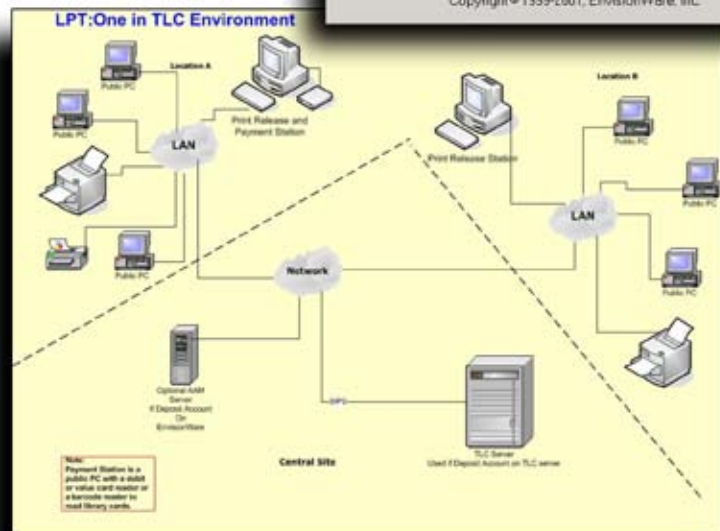 Copyright © 1999-2001, EnvisionWare, Inc
LPT:One in TLC Environment
Location A
Public PC
Public PC
LAN
Print Release and
Payment Station
Public PC
Location B
Print Release Station
Public PC
Public PC
LAN
Public PC
Network
Optional AAM
Server
If Deposit Account
On
EnvisionWare
Central Site
TLC Server
Used if Deposit Account on TLC server
Note:
Payment Station is a
public PC with a debit
or value card reader or
a barcode reader to
read library cards.